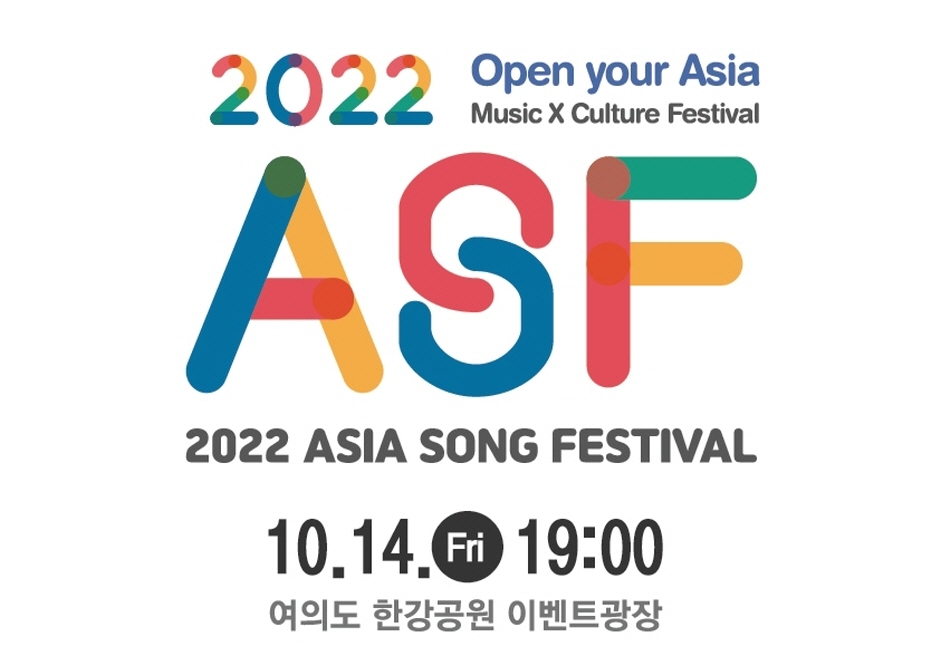 2022 Open your Asia
Music X Culture Festival
ASF
2022 ASIA SONG FESTIVAL
10.14. Fri 19:00
여의도 한강공원 이벤트광장